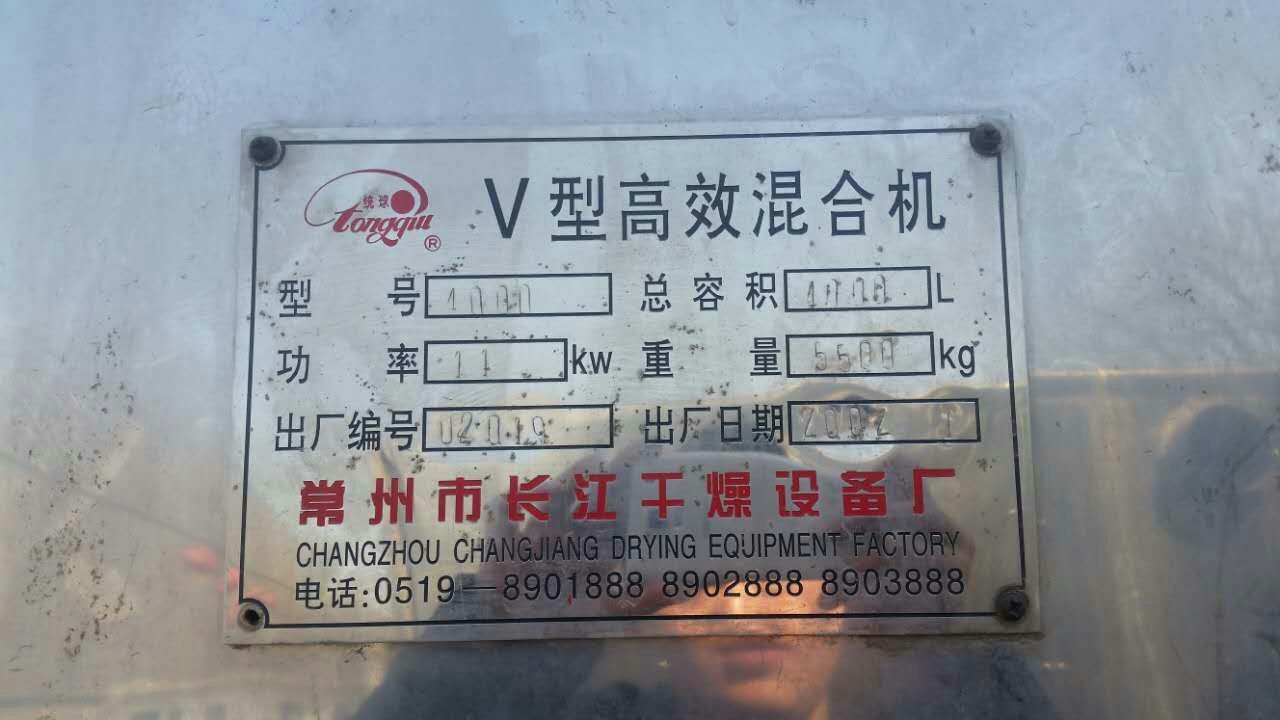 统球
tongqiu®
V型高效混合机
型号 1000 总容积 1000 L
功率 11 kw 重量 5500 kg
出厂编号 02019 出厂日期 2002
常州市长江干燥设备厂
CHANGZHOU CHANGJIANG DRYING EQUIPMENT FACTORY
电话:0519—8901888 8902888 8903888